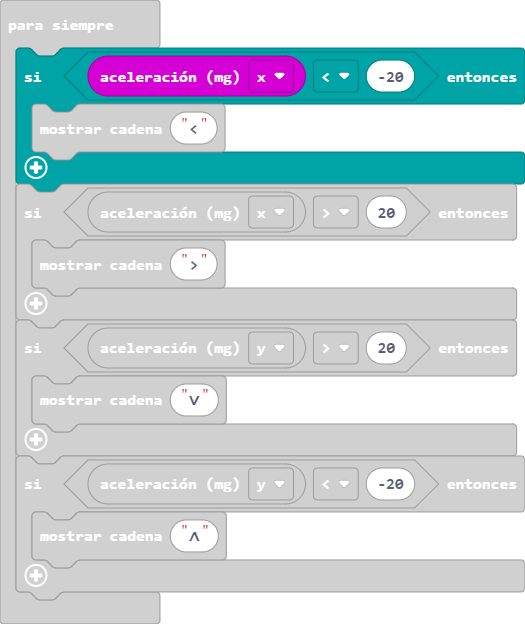 para siempre
si aceleración (mg) x < -20 entonces
mostrar cadena "<"
si aceleración (mg) x > 20 entonces
mostrar cadena ">"
si aceleración (mg) y > 20 entonces
mostrar cadena "V"
si aceleración (mg) y < -20 entonces
mostrar cadena "Ʌ"